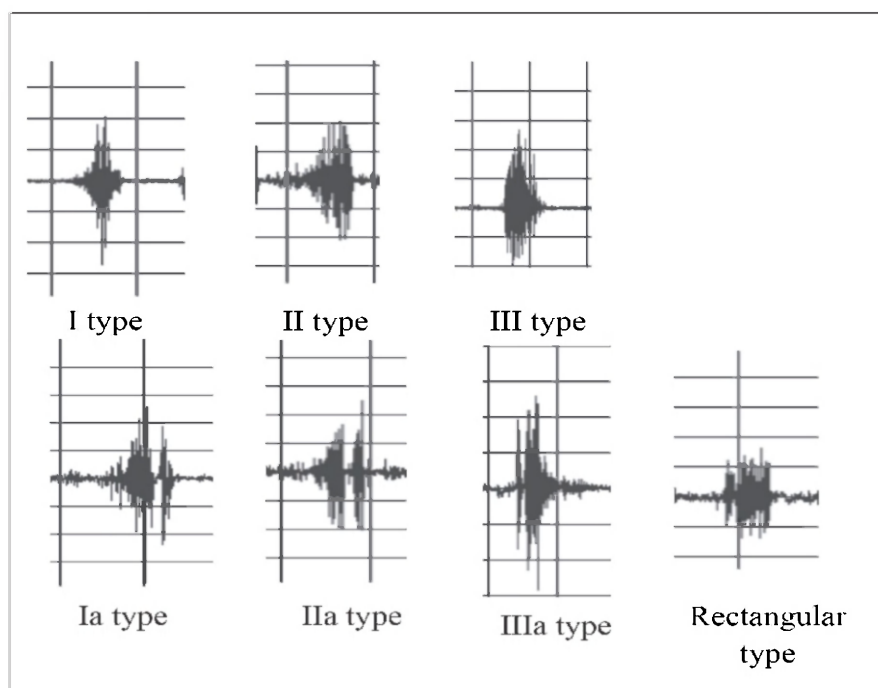 I type
II type
III type
Ia type
IIa type
IIIa type
Rectangular
type